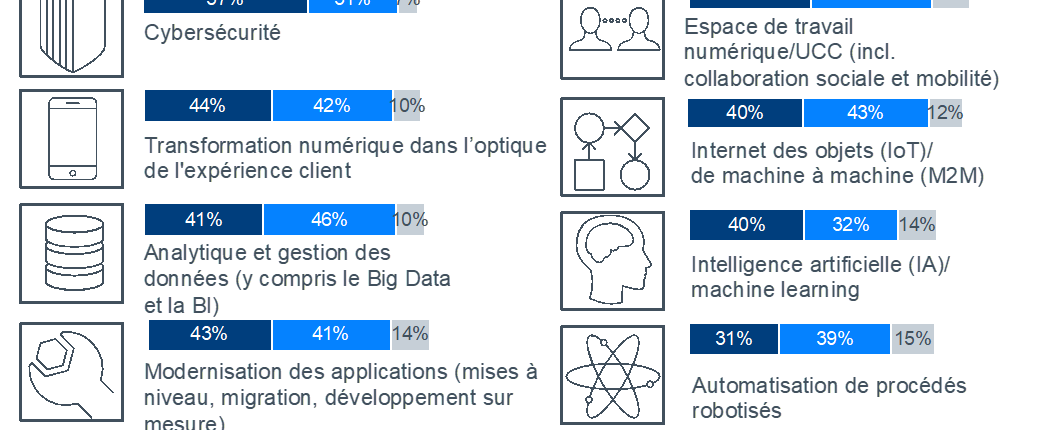 Cybersécurité
44% 42% 10%
Transformation numérique dans l’optique
de l'expérience client
41% 46% 10%
Analytique et gestion des
données (y compris le Big Data
et la BI)
43% 41% 14%
Modernisation des applications (mises à
niveau, migration, développement sur
mesure)
Espace de travail
numérique/UCC (incl.
collaboration sociale et mobilité)
40% 43% 12%
Internet des objets (IoT)/
de machine à machine (M2M)
40% 32% 14%
Intelligence artificielle (IA)/
machine learning
31% 39% 15%
Automatisation de procédés
robotisés